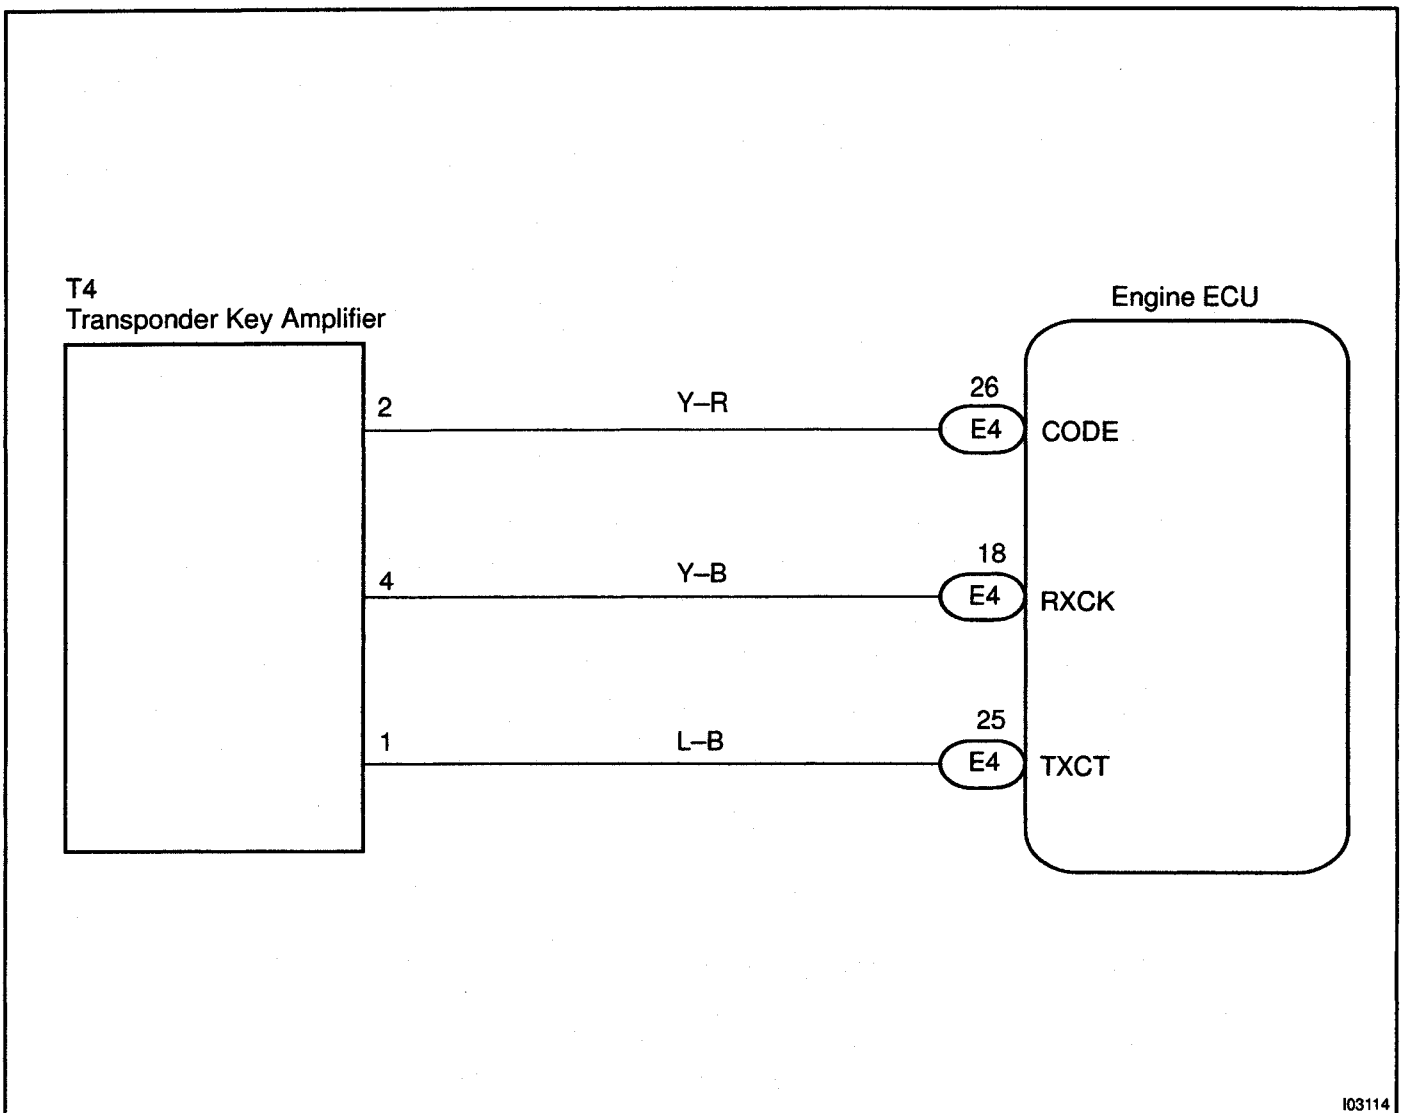 T4
Transponder Key Amplifier
Engine ECU
2
Y–R
26
E4
CODE
4
Y–B
18
E4
RXCK
1
L–B
25
E4
TXCT
I03114